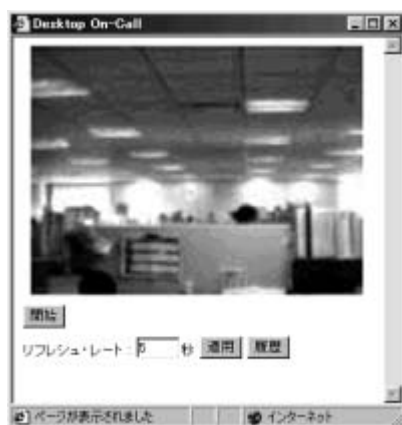 Desktop On-Call
開始
リフレシュ・レート: 5 秒 適用 履歴
ページが表示されました インターネット